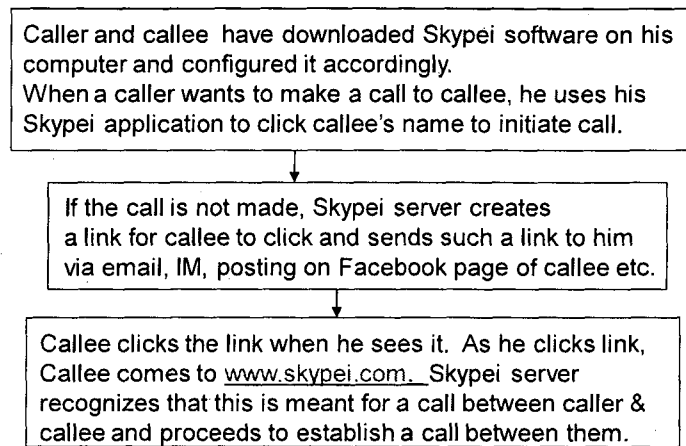 Caller and callee have downloaded Skypei software on his
computer and configured it accordingly.
When a caller wants to make a call to callee, he uses his
Skypei application to click callee's name to initiate call.
If the call is not made, Skypei server creates
a link for callee to click and sends such a link to him
via email, IM, posting on Facebook page of callee etc.
Callee clicks the link when he sees it. As he clicks link,
Callee comes to www.skypei.com. Skypei server
recognizes that this is meant for a call between caller &
callee and proceeds to establish a call between them.